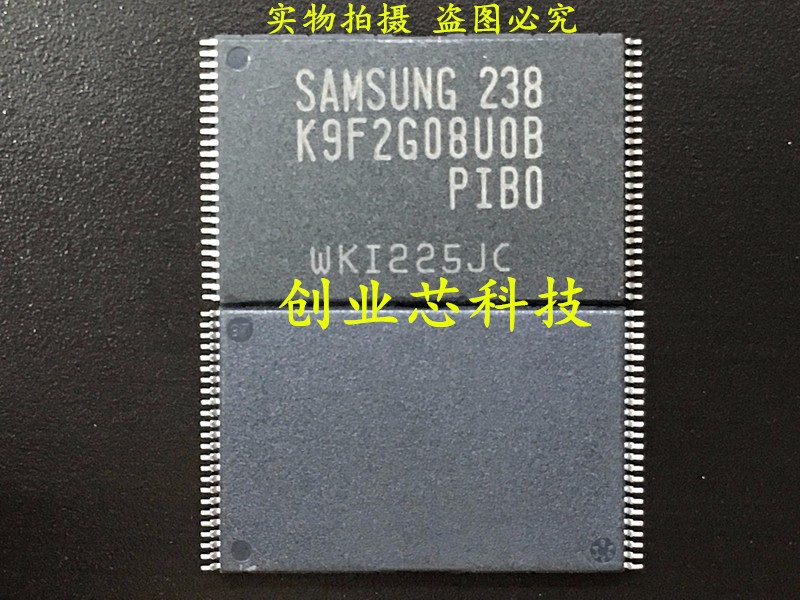 实物拍摄 盗图必究
SAMSUNG 238
K9F2G08U0B
PIB0
WKI225JC
创业芯科技